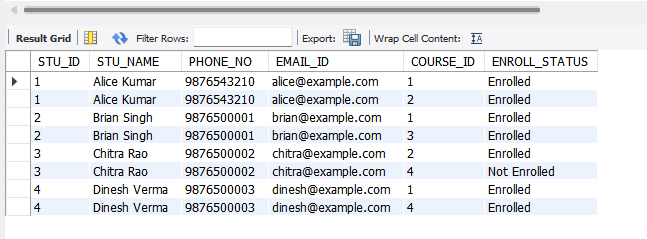 Result Grid Filter Rows: Export: Wrap Cell Content: IA
STU_ID STU_NAME PHONE_NO EMAIL_ID COURSE_ID ENROLL_STATUS
1 Alice Kumar 9876543210 alice@example.com 1 Enrolled
1 Alice Kumar 9876543210 alice@example.com 2 Enrolled
2 Brian Singh 9876500001 brian@example.com 1 Enrolled
2 Brian Singh 9876500001 brian@example.com 3 Enrolled
3 Chitra Rao 9876500002 chitra@example.com 2 Enrolled
3 Chitra Rao 9876500002 chitra@example.com 4 Not Enrolled
4 Dinesh Verma 9876500003 dinesh@example.com 1 Enrolled
4 Dinesh Verma 9876500003 dinesh@example.com 4 Enrolled